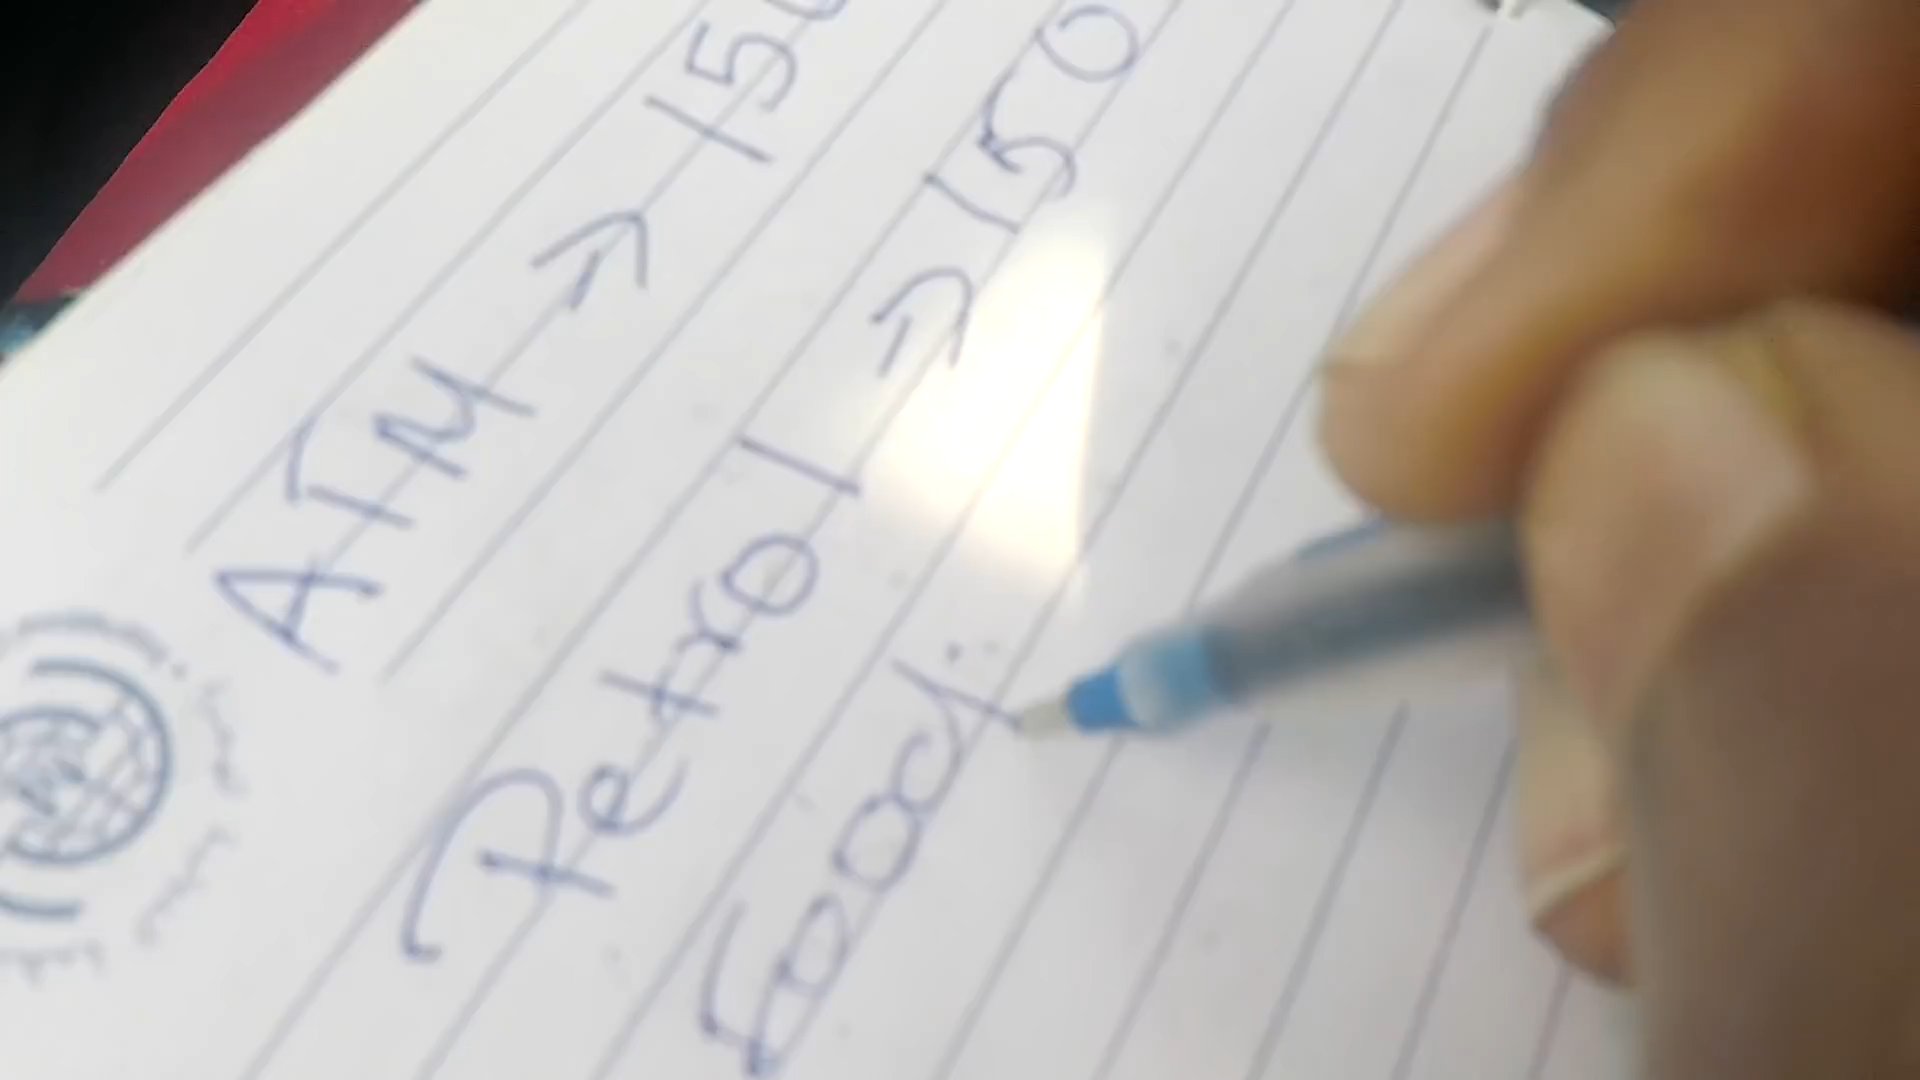 ATM → 150
Petrol → 150
Food